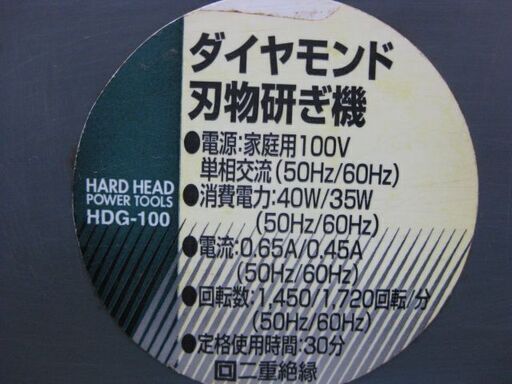 ダイヤモンド
刃物研ぎ機
●電源:家庭用100V
単相交流(50Hz/60Hz)
●消費電力:40W/35W
(50Hz/60Hz)
●電流:0.65A/0.45A
(50Hz/60Hz)
●回転数:1,450/1,720回転/分
(50Hz/60Hz)
●定格使用時間:30分
回二重絶縁
HARD HEAD
POWER TOOLS
HDG-100